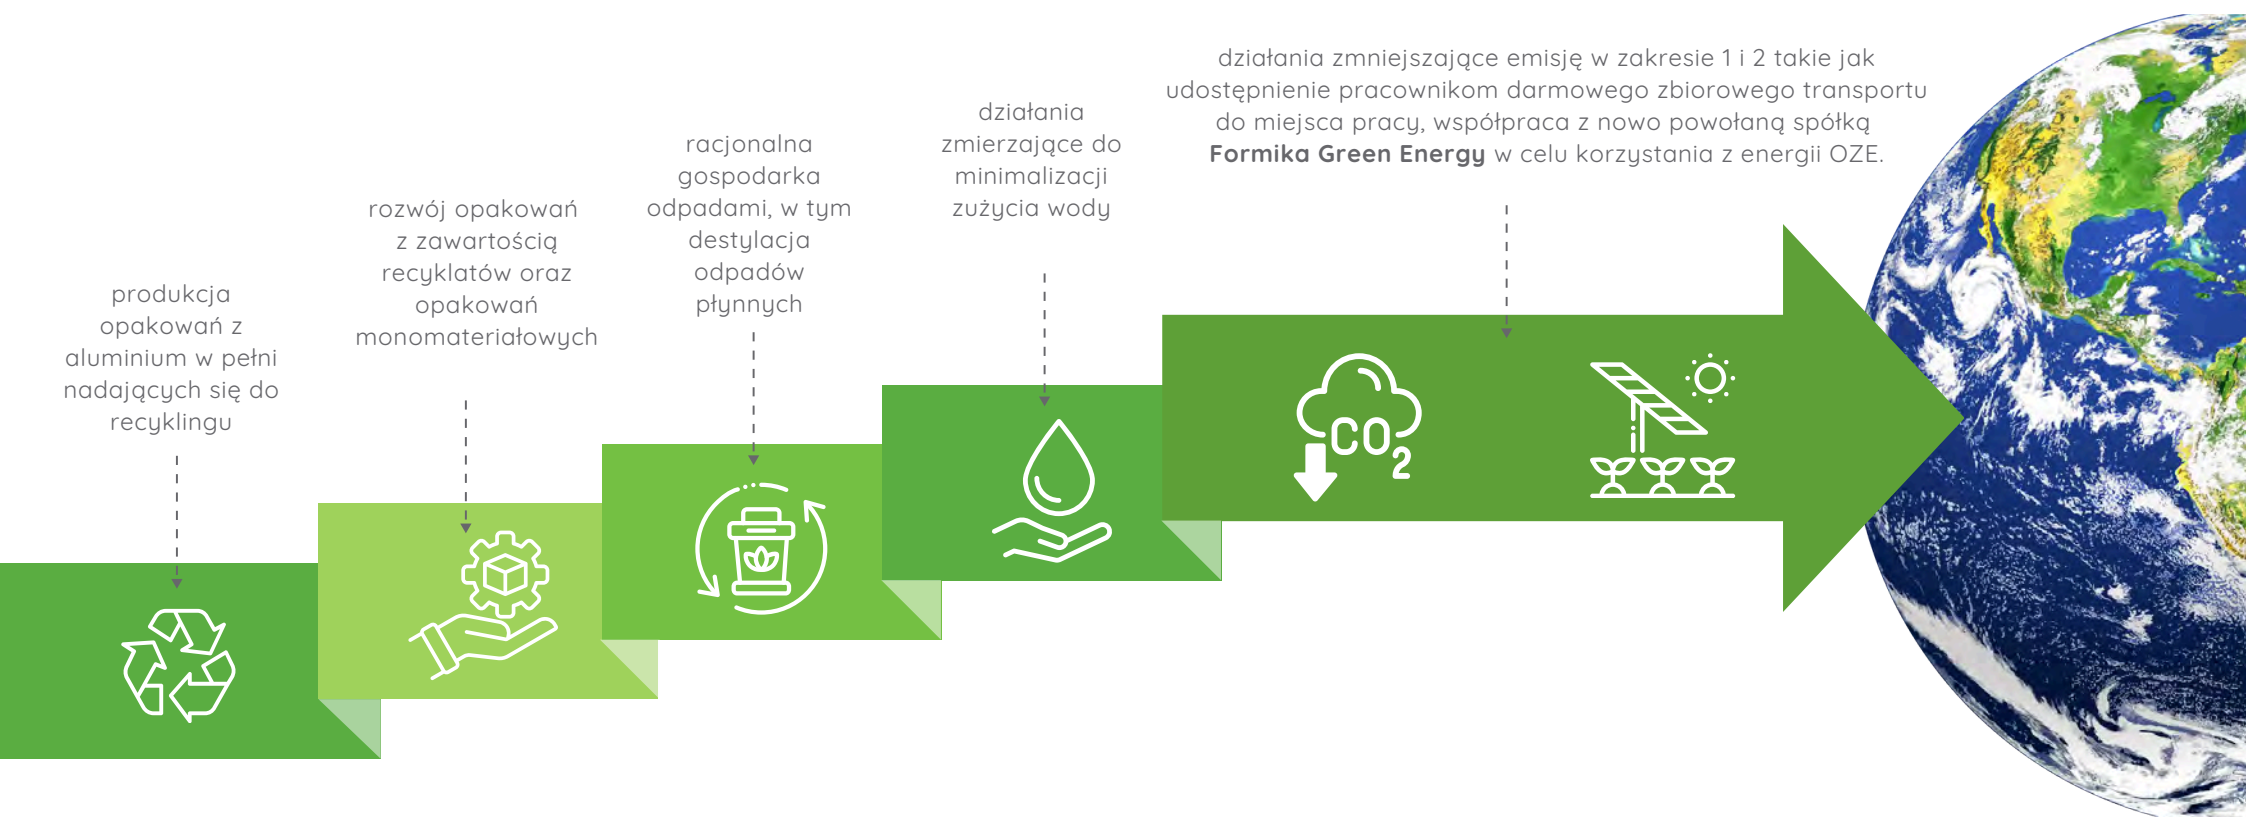 produkcja
opakowań z
aluminium w pełni
nadających się do
recyklingu
rozwój opakowań
z zawartością
recyklatów oraz
opakowań
monomateriałowych
racjonalna
gospodarka
odpadami, w tym
destylacja
odpadów
płynnych
działania
zmierzające do
minimalizacji
zużycia wody
działania zmniejszające emisję w zakresie 1 i 2 takie jak
udostępnienie pracownikom darmowego zbiorowego transportu
do miejsca pracy, współpraca z nowo powołaną spółką
Formika Green Energy w celu korzystania z energii OZE.
CO2